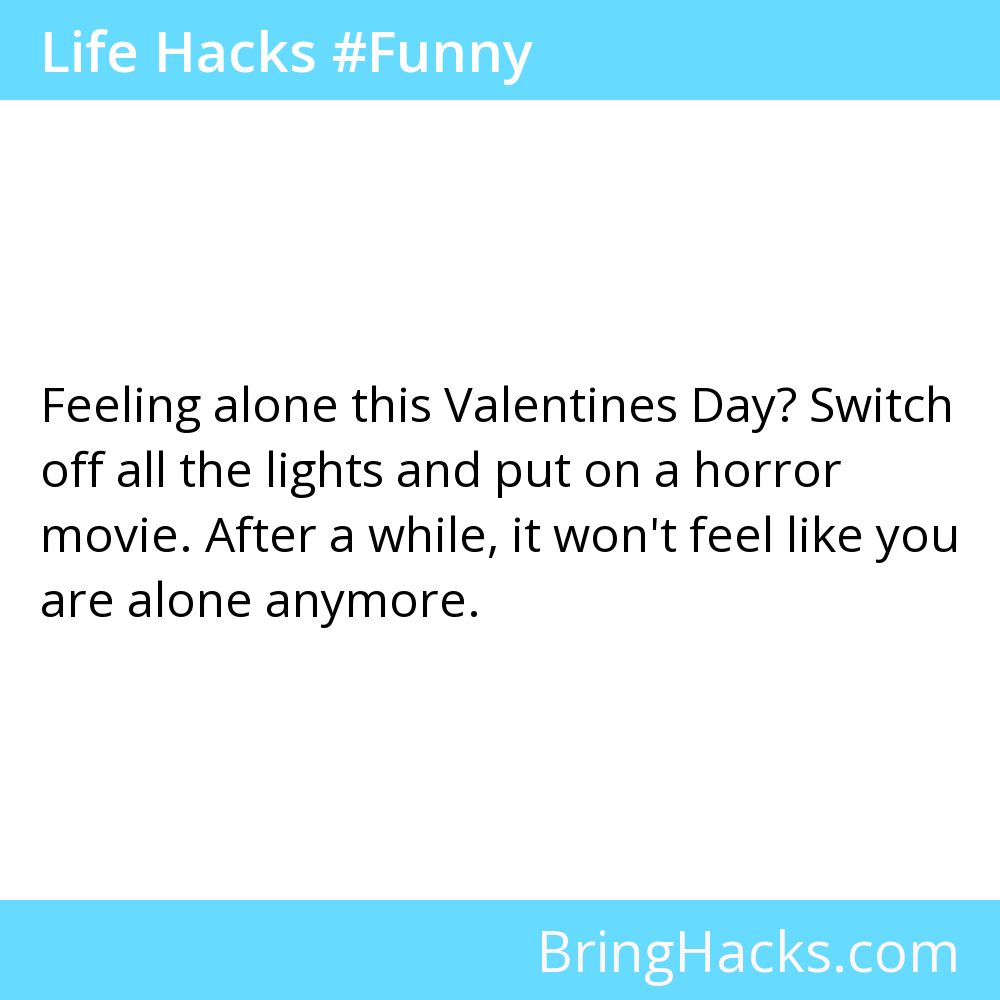 Life Hacks #Funny
Feeling alone this Valentines Day? Switch
off all the lights and put on a horror
movie. After a while, it won't feel like you
are alone anymore.
BringHacks.com